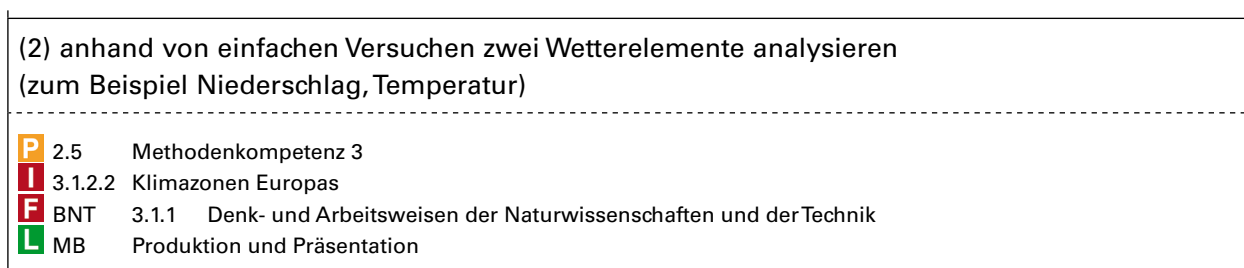 (2) anhand von einfachen Versuchen zwei Wetterelemente analysieren
(zum Beispiel Niederschlag, Temperatur)
P 2.5 Methodenkompetenz 3
I 3.1.2.2 Klimazonen Europas
F BNT 3.1.1 Denk- und Arbeitsweisen der Naturwissenschaften und der Technik
L MB Produktion und Präsentation